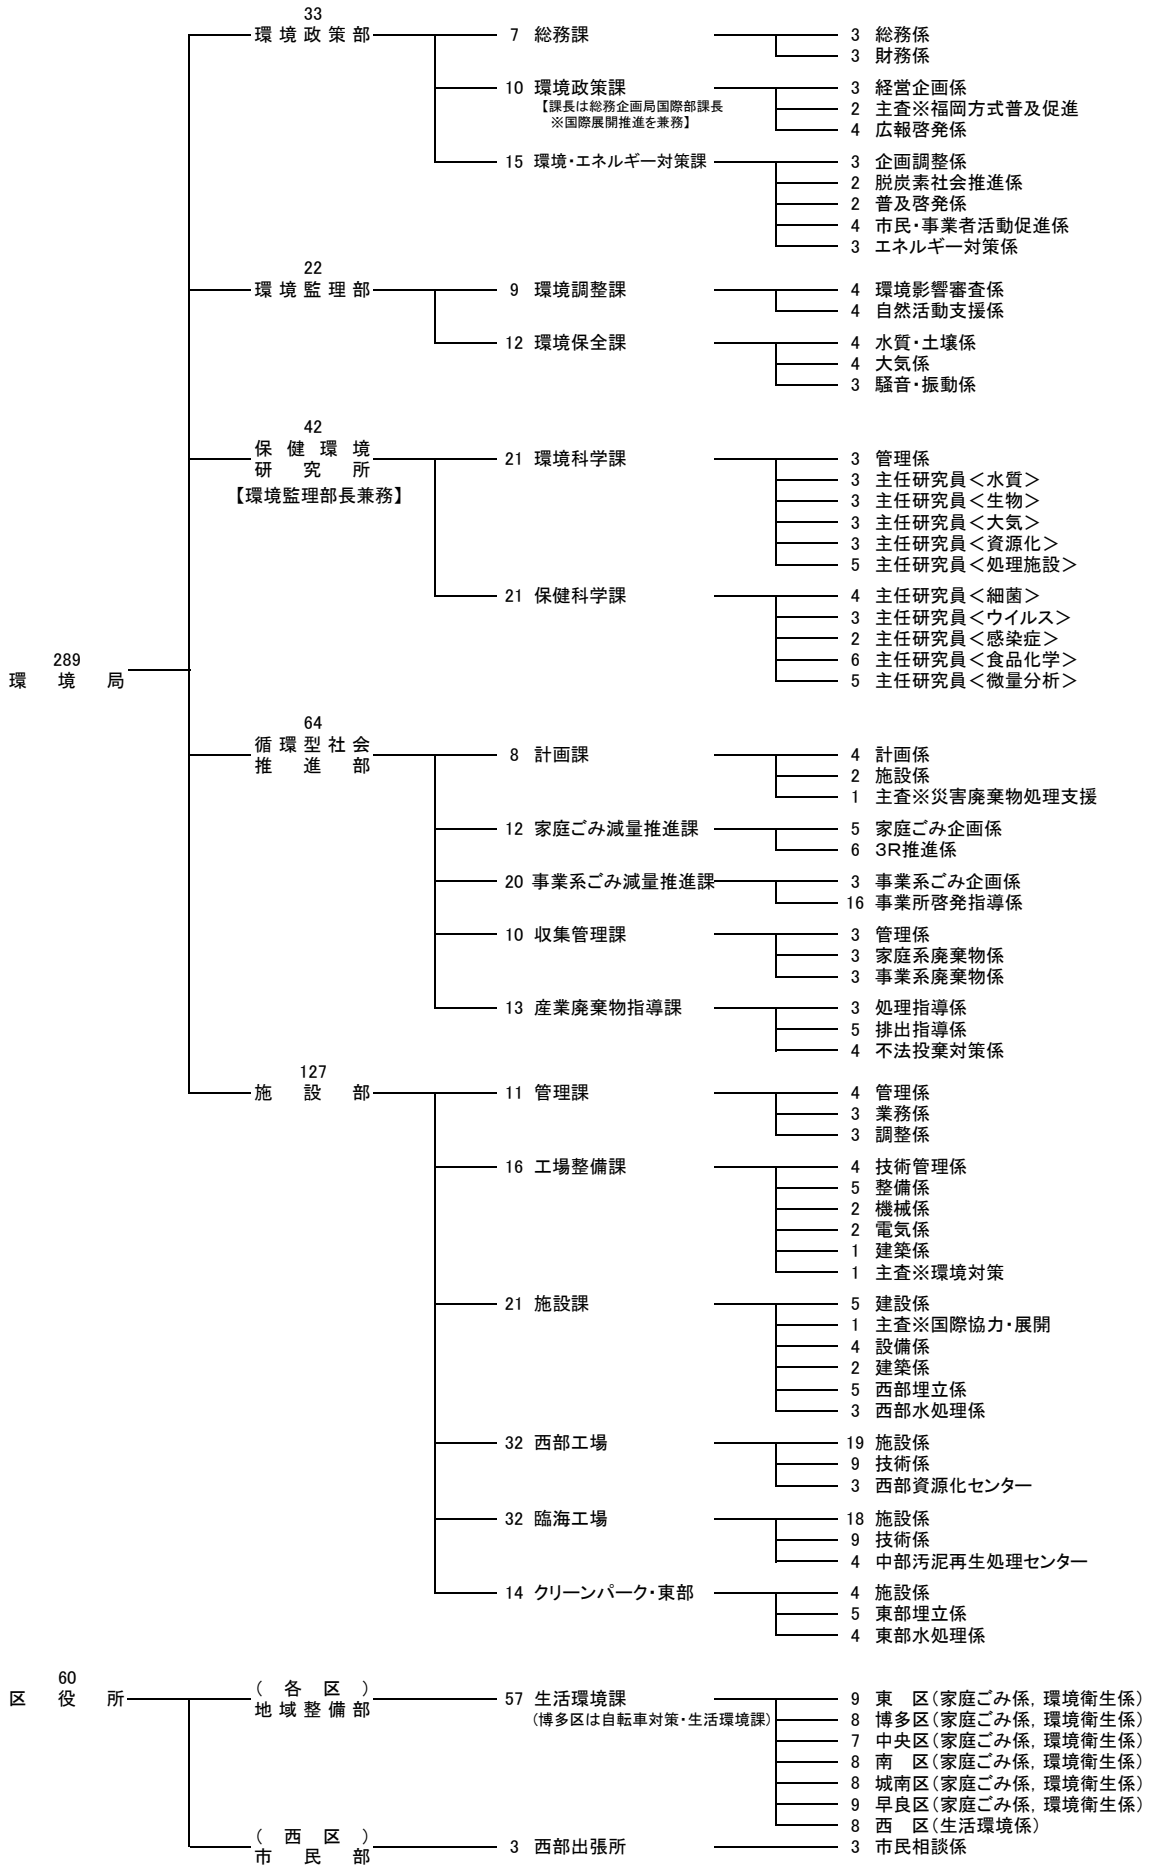 33
環境政策部 7 総務課 3 総務係
3 財務係
10 環境政策課 3 経営企画係
【課長は総務企画局国際部課長 2 主査※福岡方式普及促進
※国際展開推進を兼務】 4 広報啓発係
15 環境・エネルギー対策課 3 企画調整係
2 脱炭素社会推進係
2 普及啓発係
4 市民・事業者活動促進係
3 エネルギー対策係
22
環境監理部 9 環境調整課 4 環境影響審査係
4 自然活動支援係
12 環境保全課 4 水質・土壌係
4 大気係
3 騒音・振動係
42
保健環境
研究所 21 環境科学課 3 管理係
【環境監理部長兼務】 3 主任研究員<水質>
3 主任研究員<生物>
3 主任研究員<大気>
3 主任研究員<資源化>
5 主任研究員<処理施設>
21 保健科学課 4 主任研究員<細菌>
3 主任研究員<ウイルス>
2 主任研究員<感染症>
289 6 主任研究員<食品化学>
環境局 5 主任研究員<微量分析>
64
循環型社会
推進部 8 計画課 4 計画係
2 施設係
1 主査※災害廃棄物処理支援
12 家庭ごみ減量推進課 5 家庭ごみ企画係
6 3R推進係
20 事業系ごみ減量推進課 3 事業系ごみ企画係
16 事業所啓発指導係
10 収集管理課 3 管理係
3 家庭系廃棄物係
3 事業系廃棄物係
13 産業廃棄物指導課 3 処理指導係
5 排出指導係
4 不法投棄対策係
127
施設部 11 管理課 4 管理係
3 業務係
3 調整係
16 工場整備課 4 技術管理係
5 整備係
2 機械係
2 電気係
1 建築係
1 主査※環境対策
21 施設課 5 建設係
1 主査※国際協力・展開
4 設備係
2 建築係
5 西部埋立係
3 西部水処理係
32 西部工場 19 施設係
9 技術係
3 西部資源化センター
32 臨海工場 18 施設係
9 技術係
4 中部汚泥再生処理センター
14 クリーンパーク・東部 4 施設係
5 東部埋立係
4 東部水処理係
60
区役所 (各区)
地域整備部 57 生活環境課 9 東 区(家庭ごみ係, 環境衛生係)
(博多区は自転車対策・生活環境課) 8 博多区(家庭ごみ係, 環境衛生係)
7 中央区(家庭ごみ係, 環境衛生係)
8 南 区(家庭ごみ係, 環境衛生係)
8 城南区(家庭ごみ係, 環境衛生係)
9 早良区(家庭ごみ係, 環境衛生係)
8 西 区(生活環境係)
(西区)
市民部 3 西部出張所 3 市民相談係